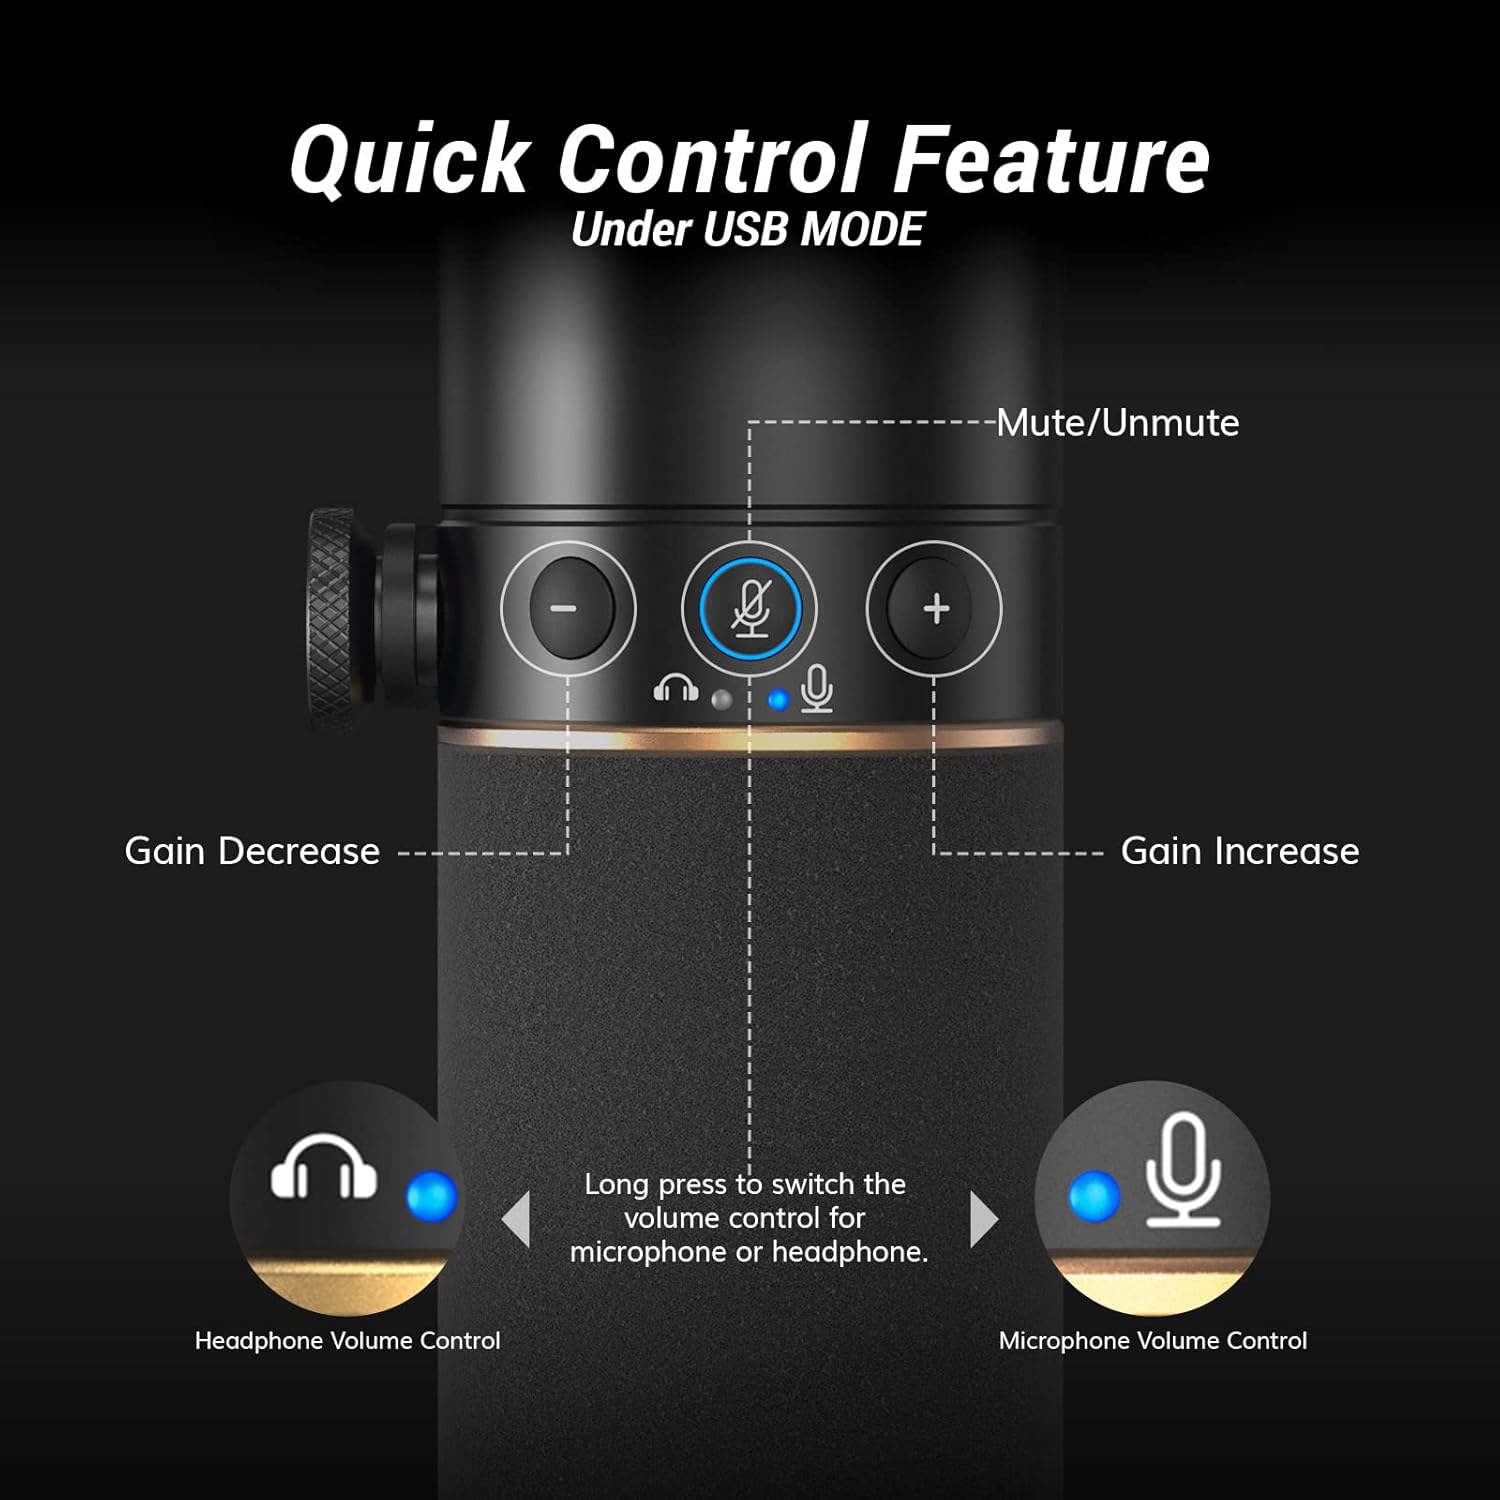 Quick Control Feature
Under USB MODE
Mute/Unmute
Gain Decrease
Gain Increase
Long press to switch the
volume control for
microphone or headphone.
Headphone Volume Control
Microphone Volume Control